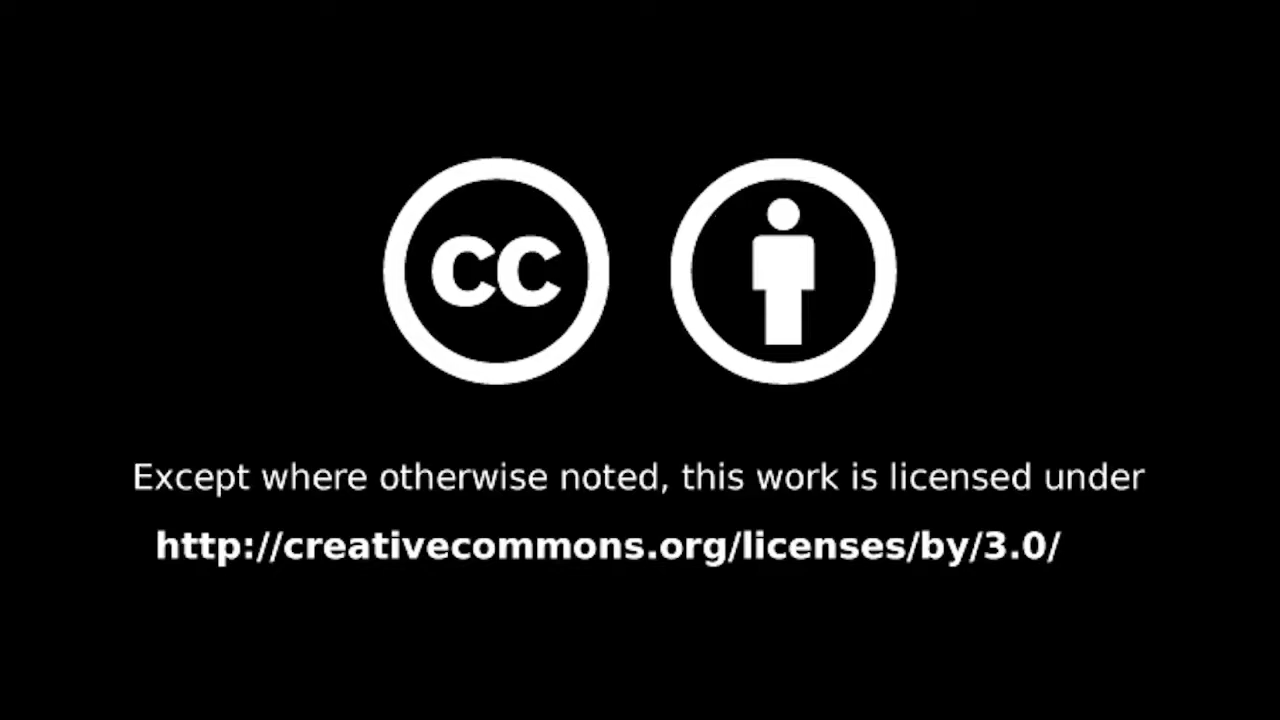 cc
Except where otherwise noted, this work is licensed under
http://creativecommons.org/licenses/by/3.0/